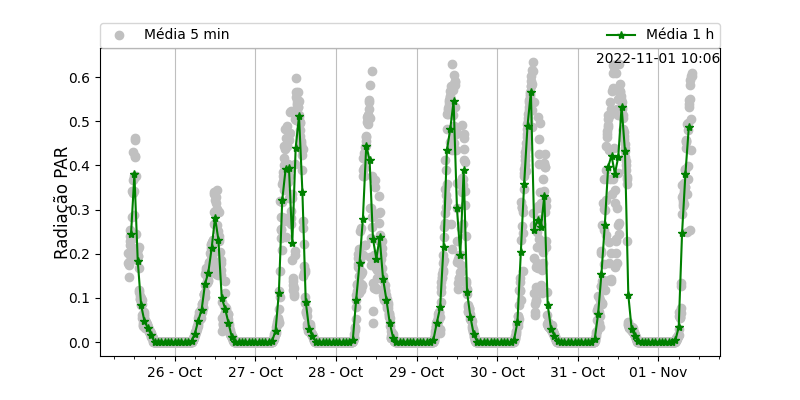 Média 5 min
Média 1 h
2022-11-01 10:06
Radiação PAR
0.6
0.5
0.4
0.3
0.2
0.1
0.0
26 - Oct
27 - Oct
28 - Oct
29 - Oct
30 - Oct
31 - Oct
01 - Nov